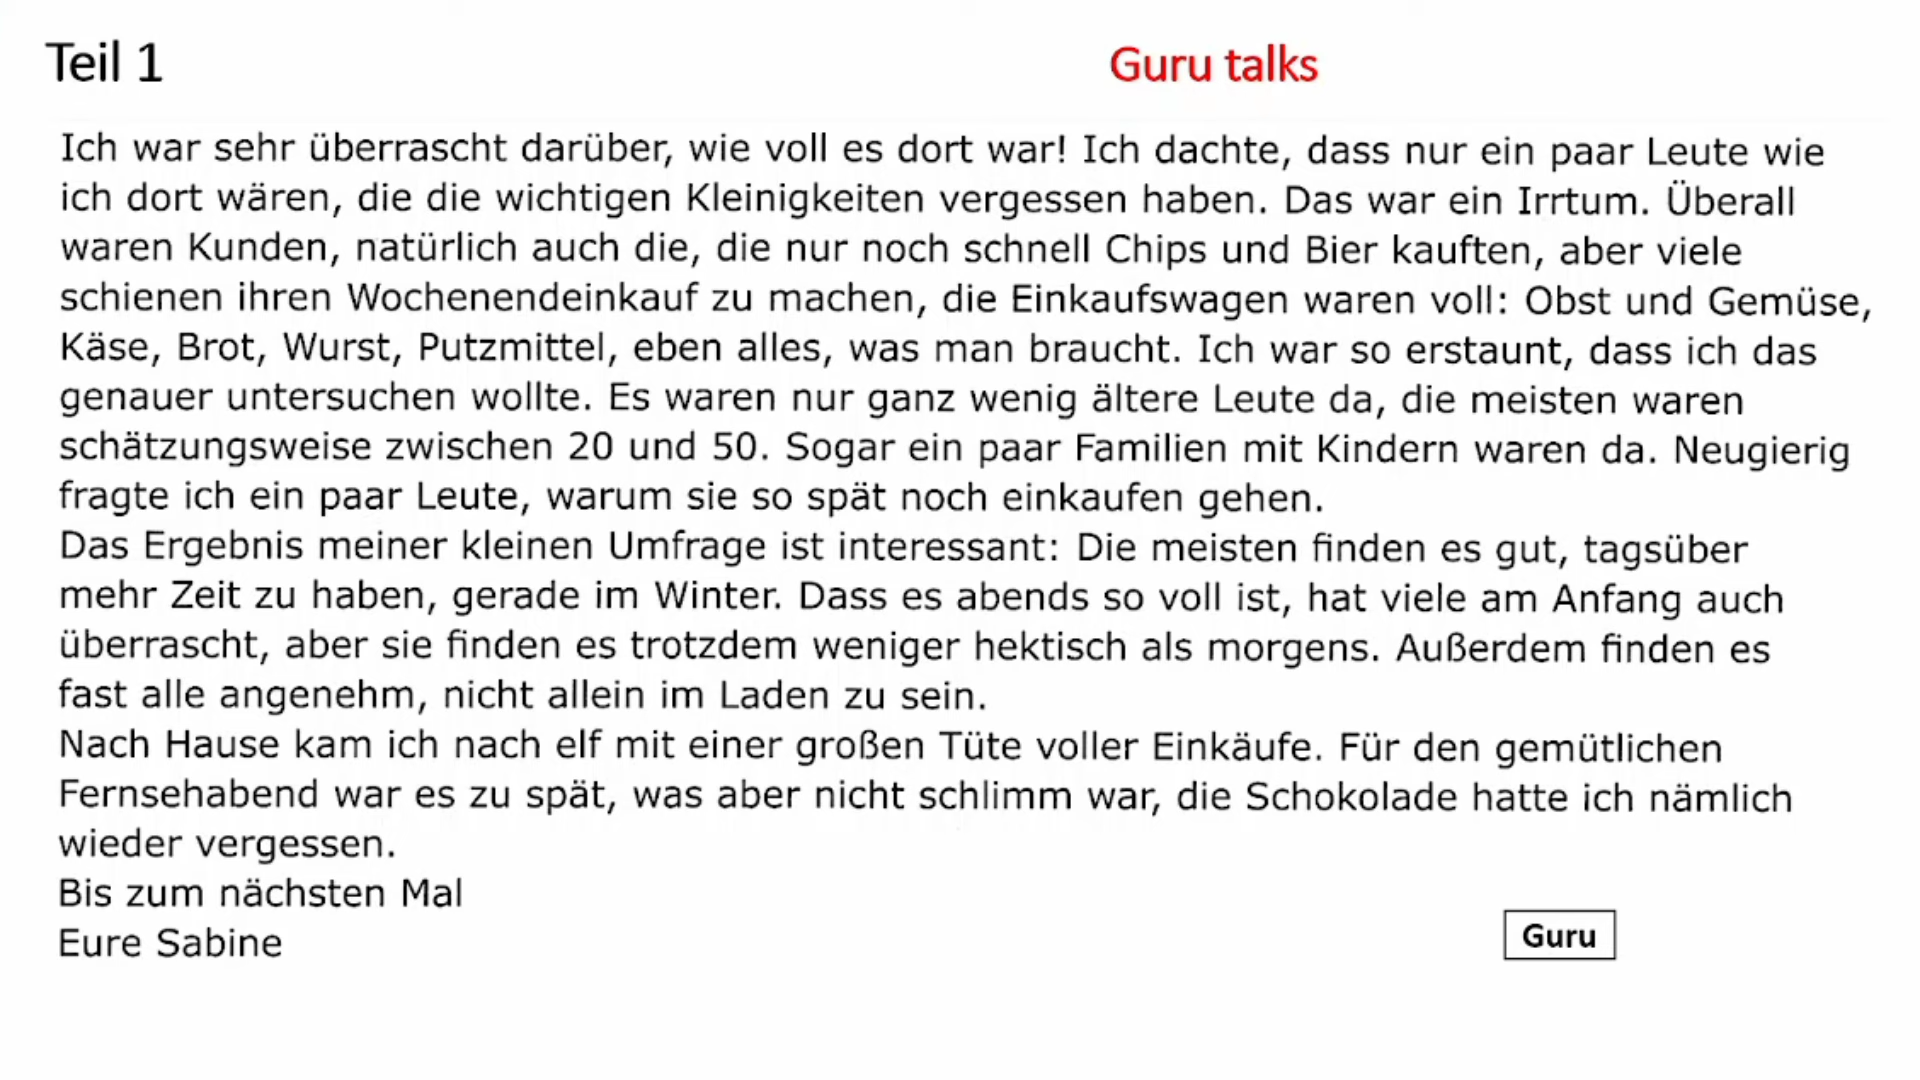 Teil 1
Guru talks
Ich war sehr überrascht darüber, wie voll es dort war! Ich dachte, dass nur ein paar Leute wie
ich dort wären, die die wichtigen Kleinigkeiten vergessen haben. Das war ein Irrtum. Überall
waren Kunden, natürlich auch die, die nur noch schnell Chips und Bier kauften, aber viele
schienen ihren Wochenendeinkauf zu machen, die Einkaufswagen waren voll: Obst und Gemüse,
Käse, Brot, Wurst, Putzmittel, eben alles, was man braucht. Ich war so erstaunt, dass ich das
genauer untersuchen wollte. Es waren nur ganz wenig ältere Leute da, die meisten waren
schätzungsweise zwischen 20 und 50. Sogar ein paar Familien mit Kindern waren da. Neugierig
fragte ich ein paar Leute, warum sie so spät noch einkaufen gehen.
Das Ergebnis meiner kleinen Umfrage ist interessant: Die meisten finden es gut, tagsüber
mehr Zeit zu haben, gerade im Winter. Dass es abends so voll ist, hat viele am Anfang auch
überrascht, aber sie finden es trotzdem weniger hektisch als morgens. Außerdem finden es
fast alle angenehm, nicht allein im Laden zu sein.
Nach Hause kam ich nach elf mit einer großen Tüte voller Einkäufe. Für den gemütlichen
Fernsehabend war es zu spät, was aber nicht schlimm war, die Schokolade hatte ich nämlich
wieder vergessen.
Bis zum nächsten Mal
Eure Sabine
Guru